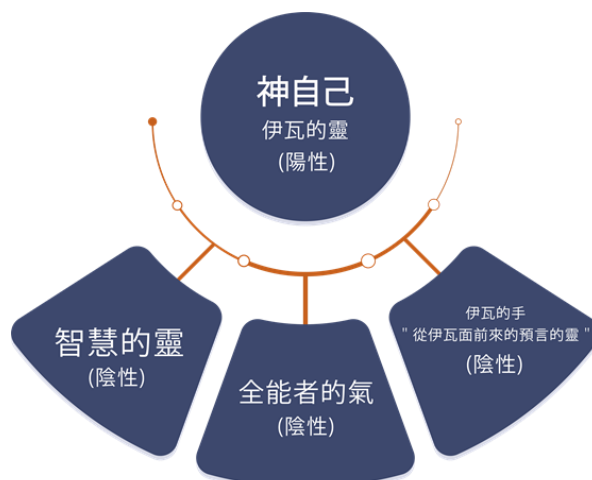 神自己
伊瓦的靈
(陽性)
智慧的靈
(陰性)
全能者的氣
(陰性)
伊瓦的手
" 從伊瓦面前來的預言的靈 "
(陰性)